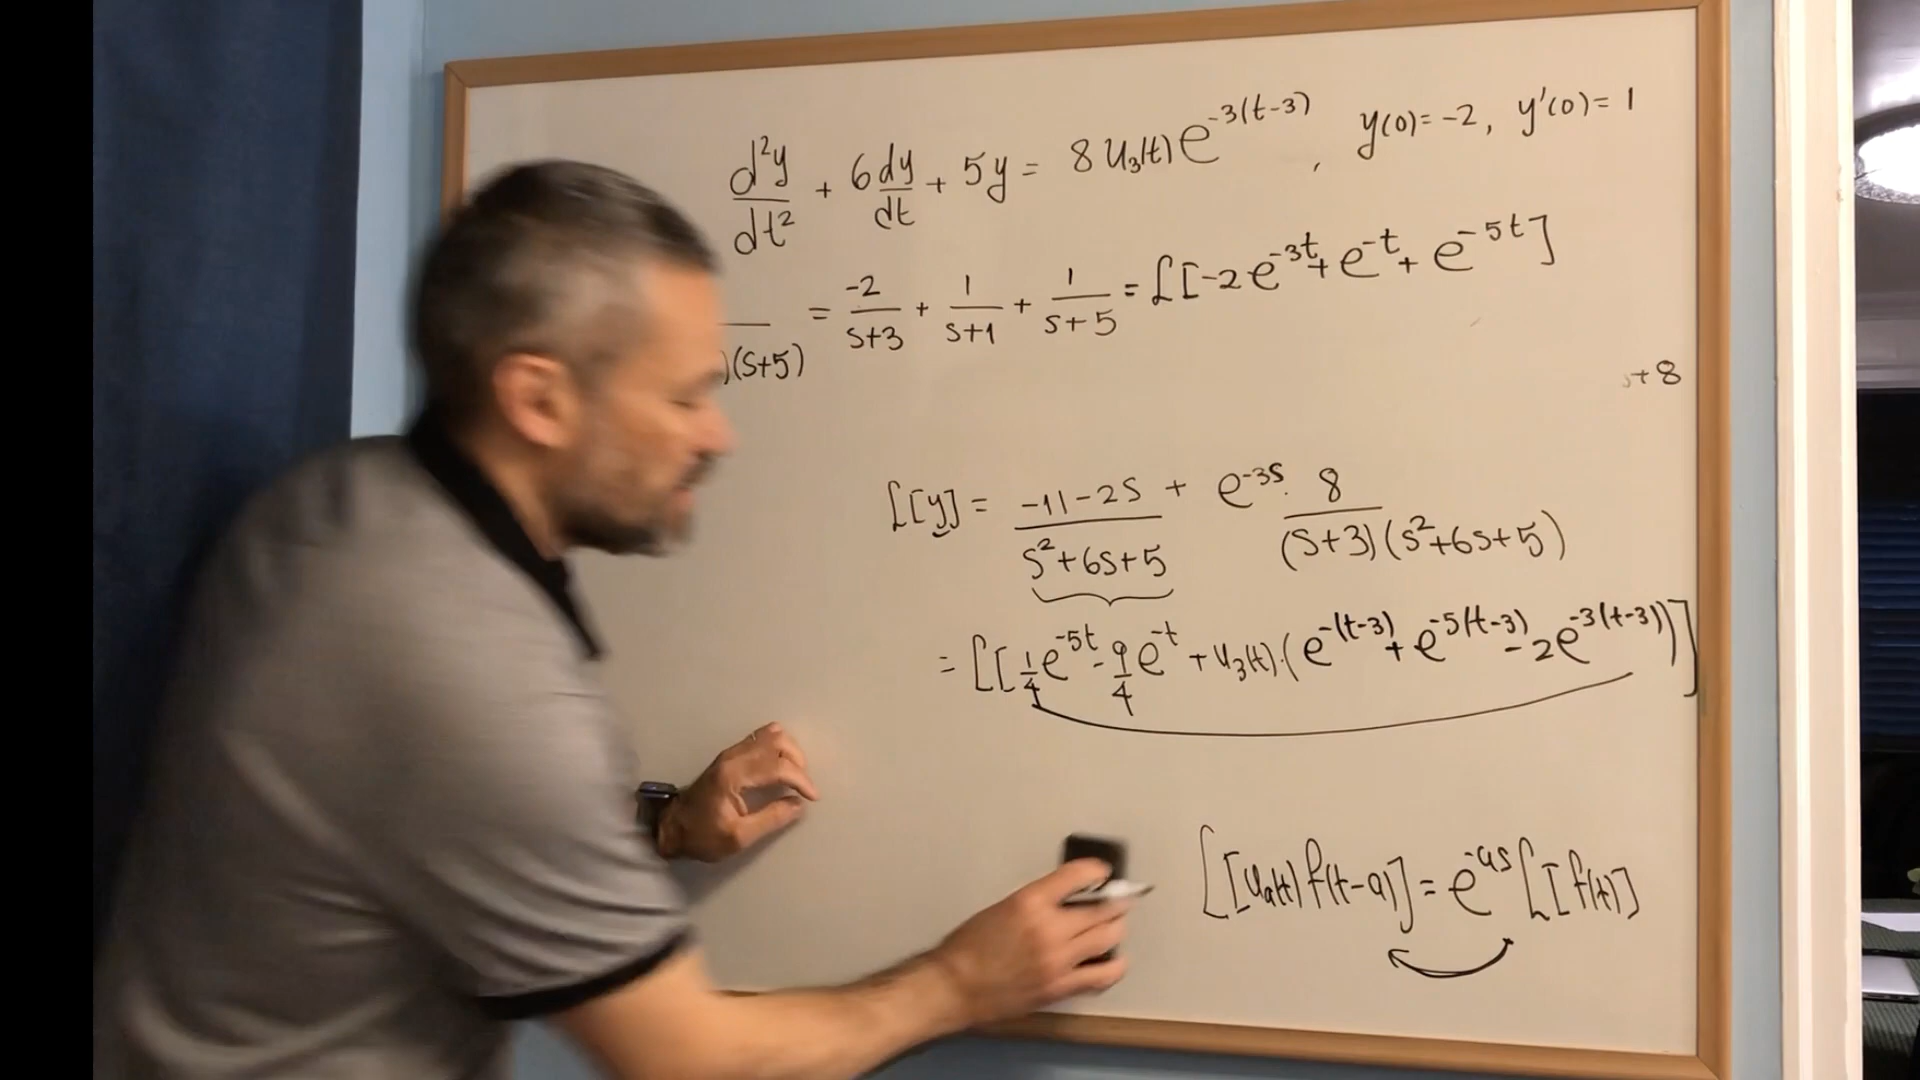 d²y/dt² + 6 dy/dt + 5y = 8 u₃(t) e^-3(t-3) , y(0) = -2, y'(0) = 1
)(s+5) = -2/(s+3) + 1/(s+1) + 1/(s+5) = ℒ[-2e^-3t + e^-t + e^-5t]
+8
ℒ[y] = (-11-2s)/(s²+6s+5) + e^-3s · 8/((s+3)(s²+6s+5))
= ℒ[1/4 e^-5t - 9/4 e^-t + u₃(t)·(e^-(t-3) + e^-5(t-3) - 2e^-3(t-3))]
ℒ[uₐ(t) f(t-a)] = e^-as ℒ[f(t)]